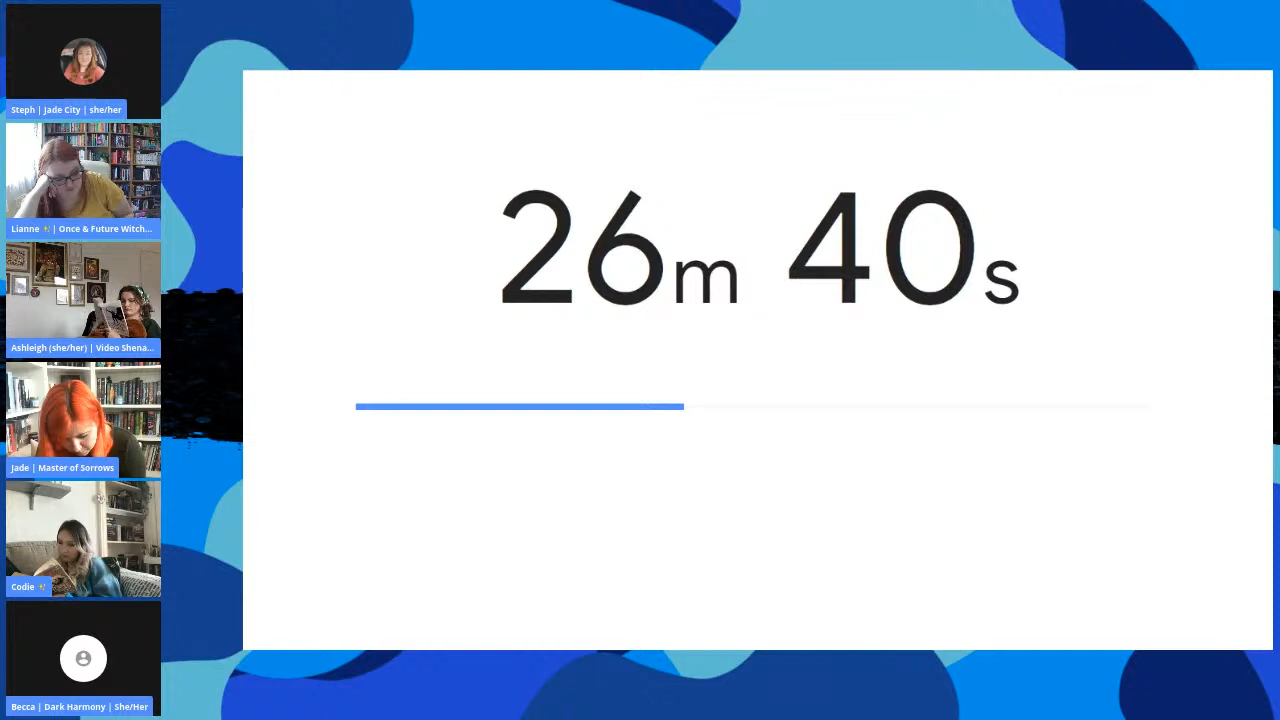 Steph | Jade City | she/her
Lianne ✨ | Once & Future Witch...
Ashleigh (she/her) | Video Shena...
Jade | Master of Sorrows
Codie ✨
Becca | Dark Harmony | She/Her
26m 40s